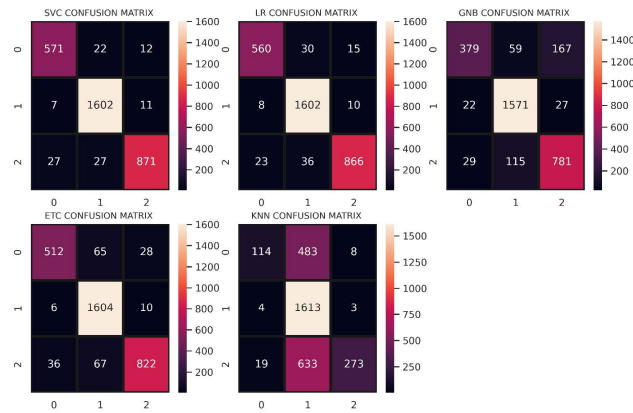 SVC CONFUSION MATRIX
0 571 22 12
1 7 1602 11
2 27 27 871
0 1 2
1600
1400
1200
1000
800
600
400
200
LR CONFUSION MATRIX
0 560 30 15
1 8 1602 10
2 23 36 866
0 1 2
1600
1400
1200
1000
800
600
400
200
GNB CONFUSION MATRIX
0 379 59 167
1 22 1571 27
2 29 115 781
0 1 2
1400
1200
1000
800
600
400
200
ETC CONFUSION MATRIX
0 512 65 28
1 6 1604 10
2 36 67 822
0 1 2
1600
1400
1200
1000
800
600
400
200
KNN CONFUSION MATRIX
0 114 483 8
1 4 1613 3
2 19 633 273
0 1 2
1500
1250
1000
750
500
250